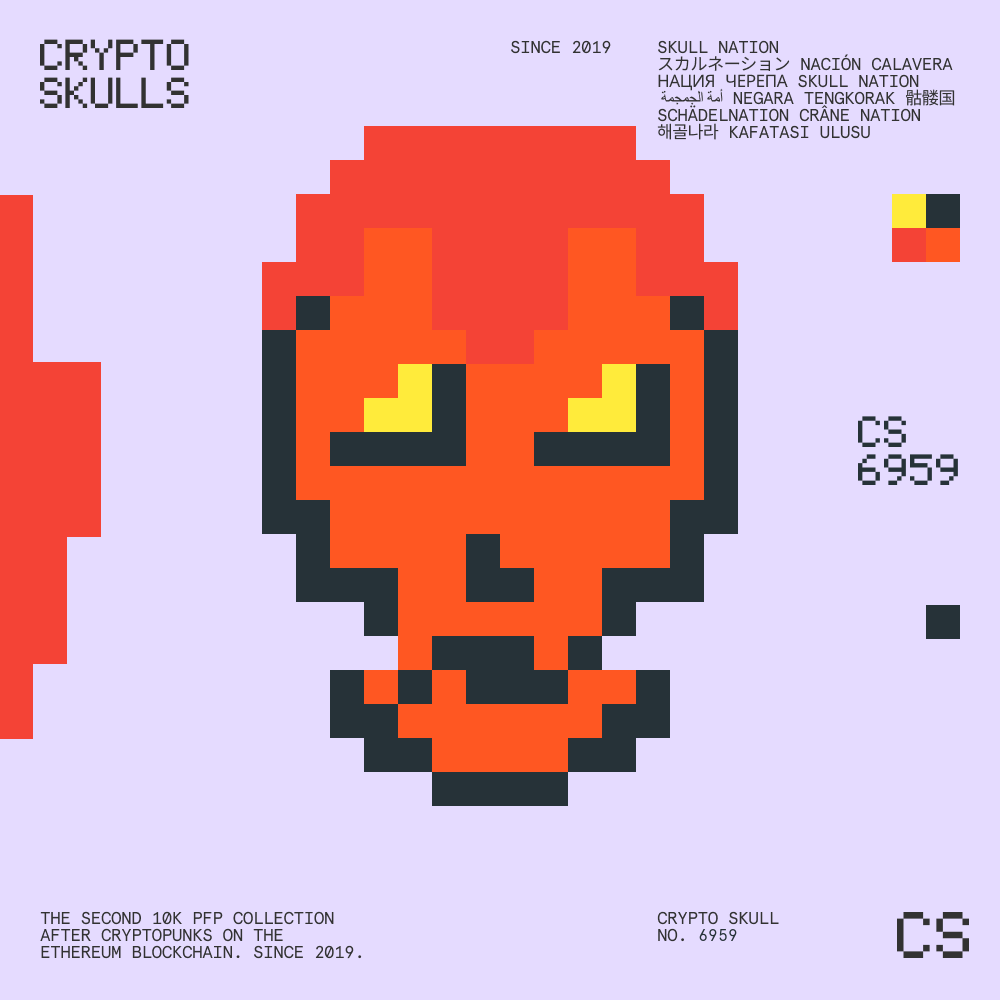 CRYPTO
SKULLS
SINCE 2019
SKULL NATION
スカルネーション NACIÓN CALAVERA
НАЦИЯ ЧЕРЕПА SKULL NATION
أمة الجمجمة NEGARA TENGKORAK 骷髅国
SCHÄDELNATION CRÂNE NATION
해골나라 KAFATASI ULUSU
CS
6959
THE SECOND 10K PFP COLLECTION
AFTER CRYPTOPUNKS ON THE
ETHEREUM BLOCKCHAIN. SINCE 2019.
CRYPTO SKULL
NO. 6959
CS